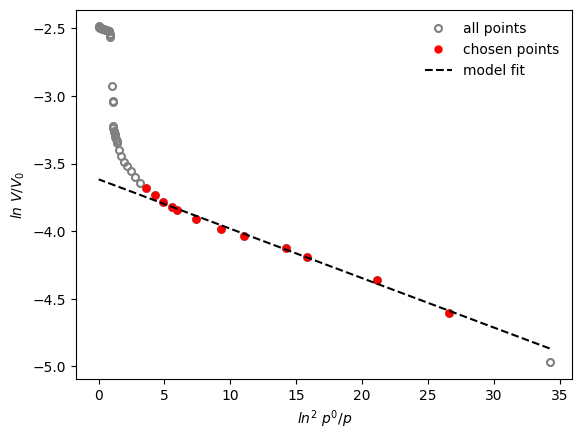 all points
chosen points
model fit
−2.5
−3.0
−3.5
−4.0
−4.5
−5.0
ln V/V₀
0 5 10 15 20 25 30 35
ln² p⁰/p